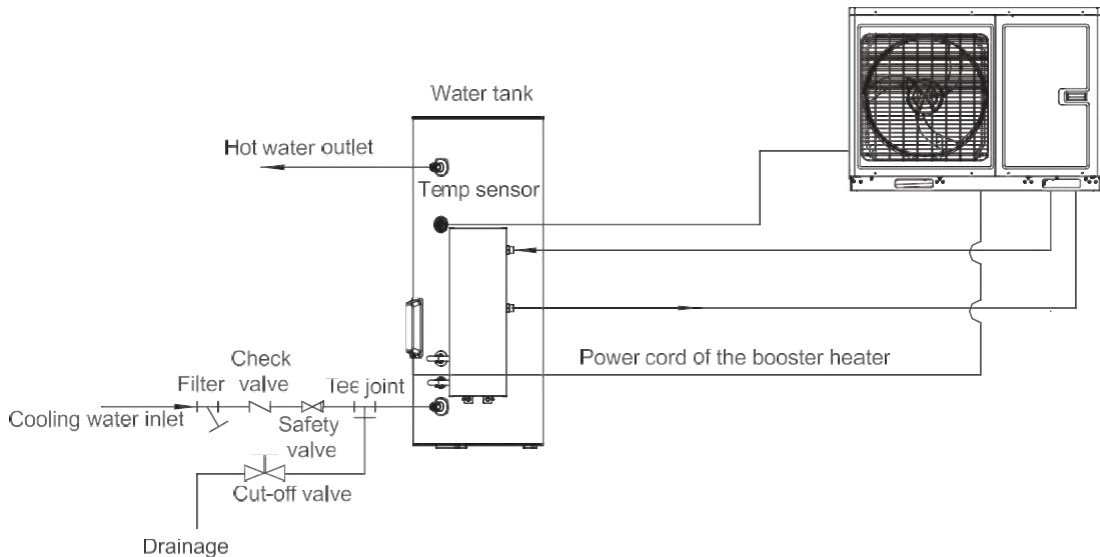 Water tank
Hot water outlet
Temp sensor
Power cord of the booster heater
Check
valve
Filter
Tee joint
Cooling water inlet
Safety
valve
Cut-off valve
Drainage